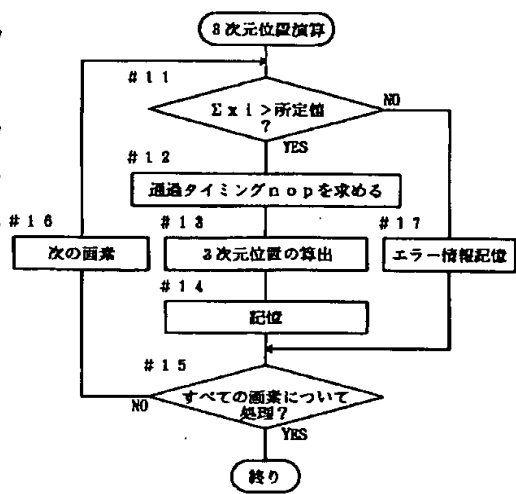 3次元位置演算
#11
Σxi>所定値
?
NO
YES
#12
通過タイミングnopを求める
#16
#13
#17
次の画素
3次元位置の算出
エラー情報記憶
#14
記憶
#15
すべての画素について
処理?
NO
YES
終り